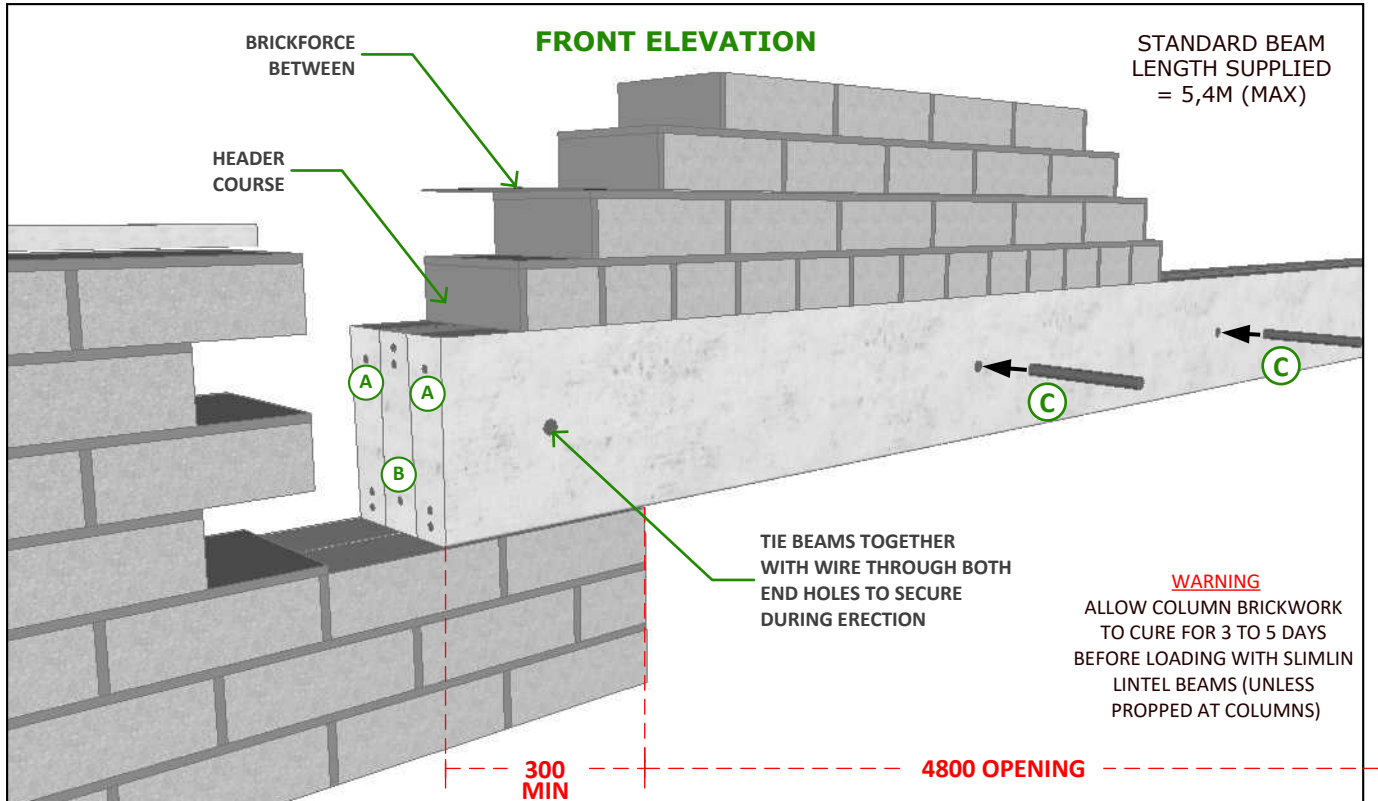 FRONT ELEVATION
BRICKFORCE
BETWEEN
HEADER
COURSE
STANDARD BEAM
LENGTH SUPPLIED
= 5,4M (MAX)
A
A
B
C
C
TIE BEAMS TOGETHER
WITH WIRE THROUGH BOTH
END HOLES TO SECURE
DURING ERECTION
WARNING
ALLOW COLUMN BRICKWORK
TO CURE FOR 3 TO 5 DAYS
BEFORE LOADING WITH SLIMLIN
LINTEL BEAMS (UNLESS
PROPPED AT COLUMNS)
300
MIN
4800 OPENING